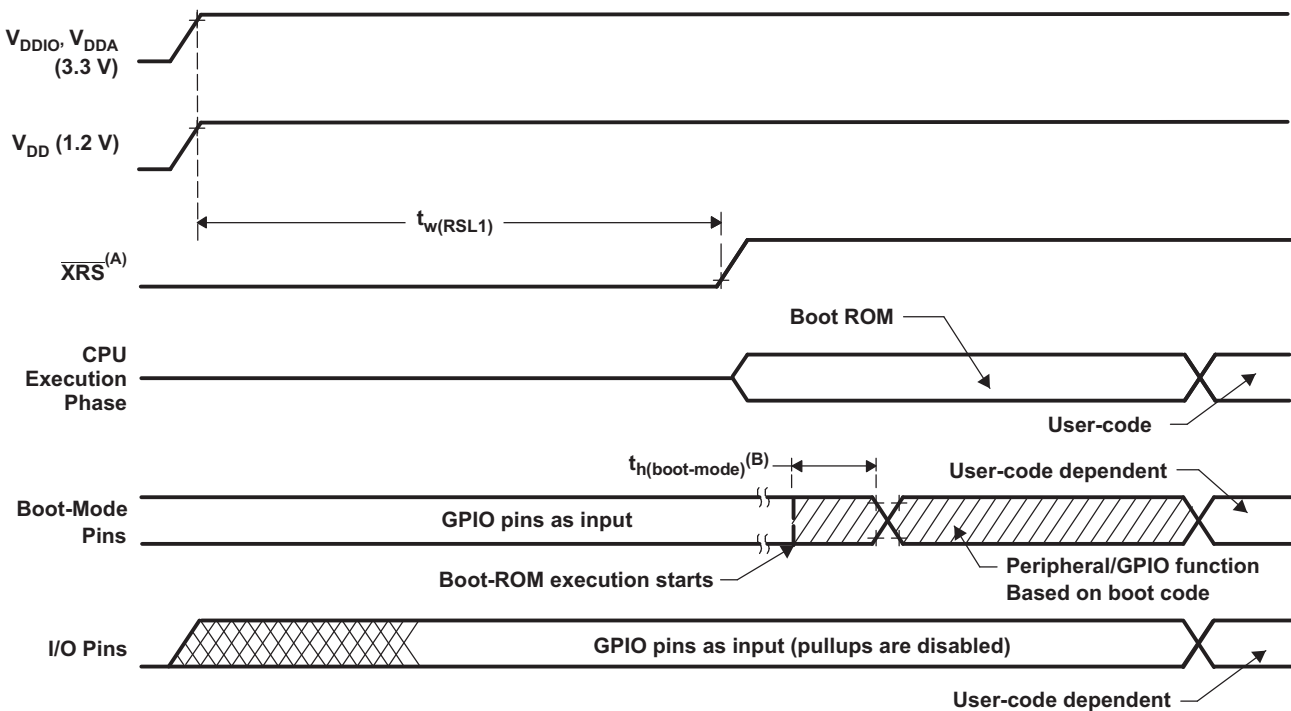 V_DDIO, V_DDA
(3.3 V)
V_DD (1.2 V)
t_w(RSL1)
X̅R̅S̅^(A)
Boot ROM
CPU
Execution
Phase
User-code
t_h(boot-mode)^(B)
User-code dependent
Boot-Mode
Pins
GPIO pins as input
Boot-ROM execution starts
Peripheral/GPIO function
Based on boot code
I/O Pins
GPIO pins as input (pullups are disabled)
User-code dependent